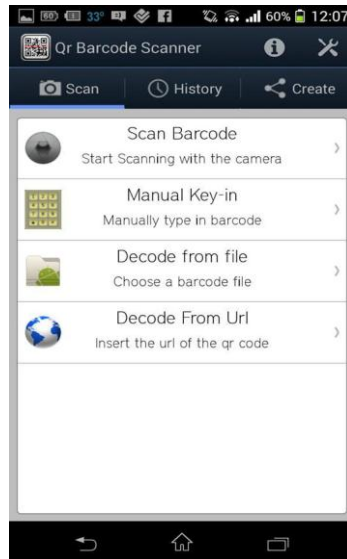 60 33° 60% 12:07
Qr Barcode Scanner
Scan History Create
Scan Barcode
Start Scanning with the camera
Manual Key-in
Manually type in barcode
Decode from file
Choose a barcode file
Decode From Url
Insert the url of the qr code